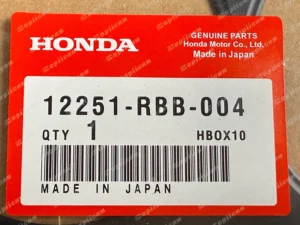 HONDA
GENUINE PARTS
Honda Motor Co., Ltd.
Made in Japan
12251-RBB-004
QTY 1 HBOX10
MADE IN JAPAN